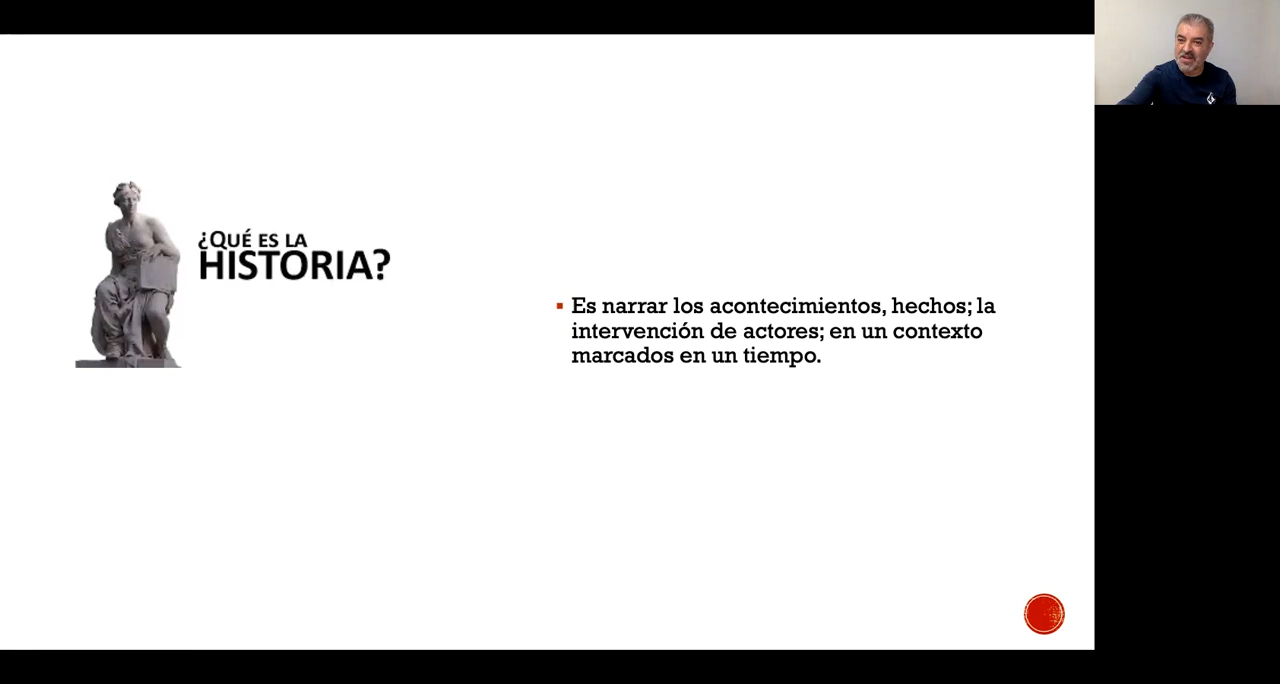 ¿QUÉ ES LA
HISTORIA?
Es narrar los acontecimientos, hechos; la
intervención de actores; en un contexto
marcados en un tiempo.